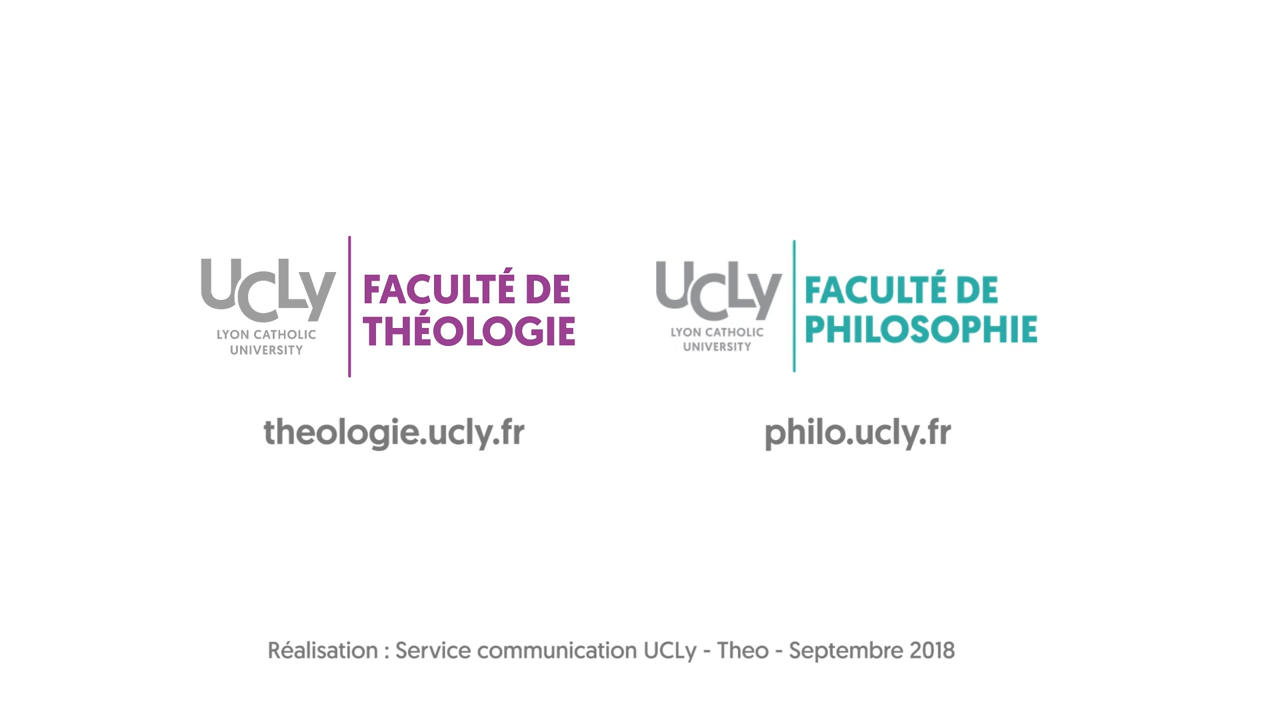 UCLy
LYON CATHOLIC
UNIVERSITY
FACULTÉ DE
THÉOLOGIE
theologie.ucly.fr
UCLy
LYON CATHOLIC
UNIVERSITY
FACULTÉ DE
PHILOSOPHIE
philo.ucly.fr
Réalisation : Service communication UCLy - Theo - Septembre 2018